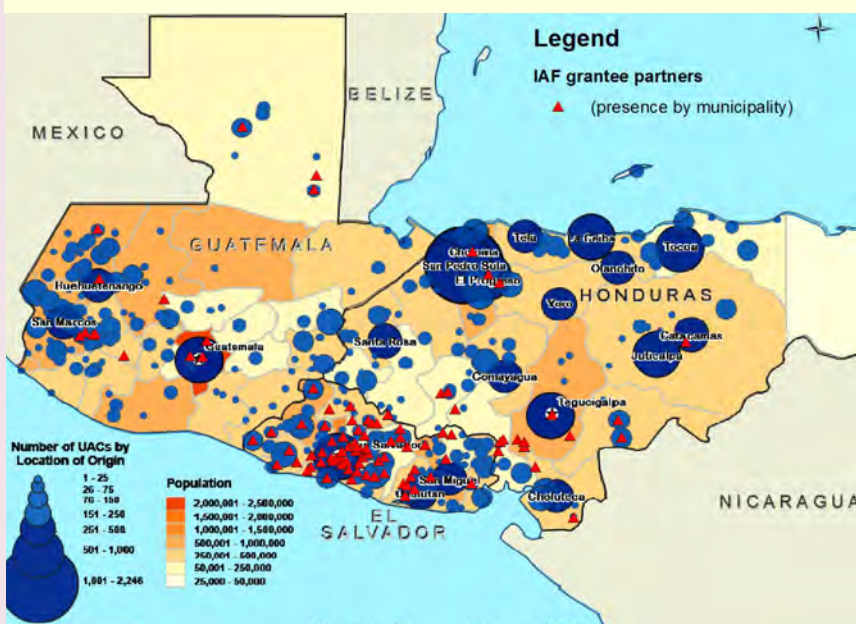 Legend
IAF grantee partners
(presence by municipality)
BELIZE
MEXICO
GUATEMALA
Tela
La Ceiba
Tocoa
Choloma
San Pedro Sula
El Progreso
Olanchito
HONDURAS
Huehuetenango
Yoro
San Marcos
Guatemala
Santa Rosa
Catacamas
Juticalpa
Comayagua
Tegucigalpa
Salvador
San Miguel
Usulutan
Choluteca
NICARAGUA
EL
SALVADOR
Number of UACs by
Location of Origin
1 - 25
26 - 75
76 - 150
151 - 250
251 - 500
501 - 1,000
1,001 - 2,246
Population
2,000,001 - 2,500,000
1,500,001 - 2,000,000
1,000,001 - 1,500,000
500,001 - 1,000,000
250,001 - 500,000
50,001 - 250,000
25,000 - 50,000